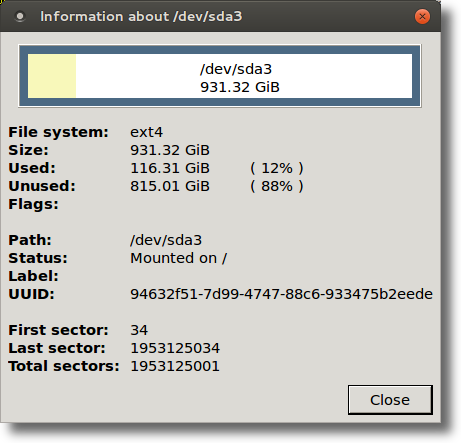 Information about /dev/sda3
/dev/sda3
931.32 GiB
File system: ext4
Size: 931.32 GiB
Used: 116.31 GiB ( 12% )
Unused: 815.01 GiB ( 88% )
Flags:
Path: /dev/sda3
Status: Mounted on /
Label:
UUID: 94632f51-7d99-4747-88c6-933475b2eede
First sector: 34
Last sector: 1953125034
Total sectors: 1953125001
Close